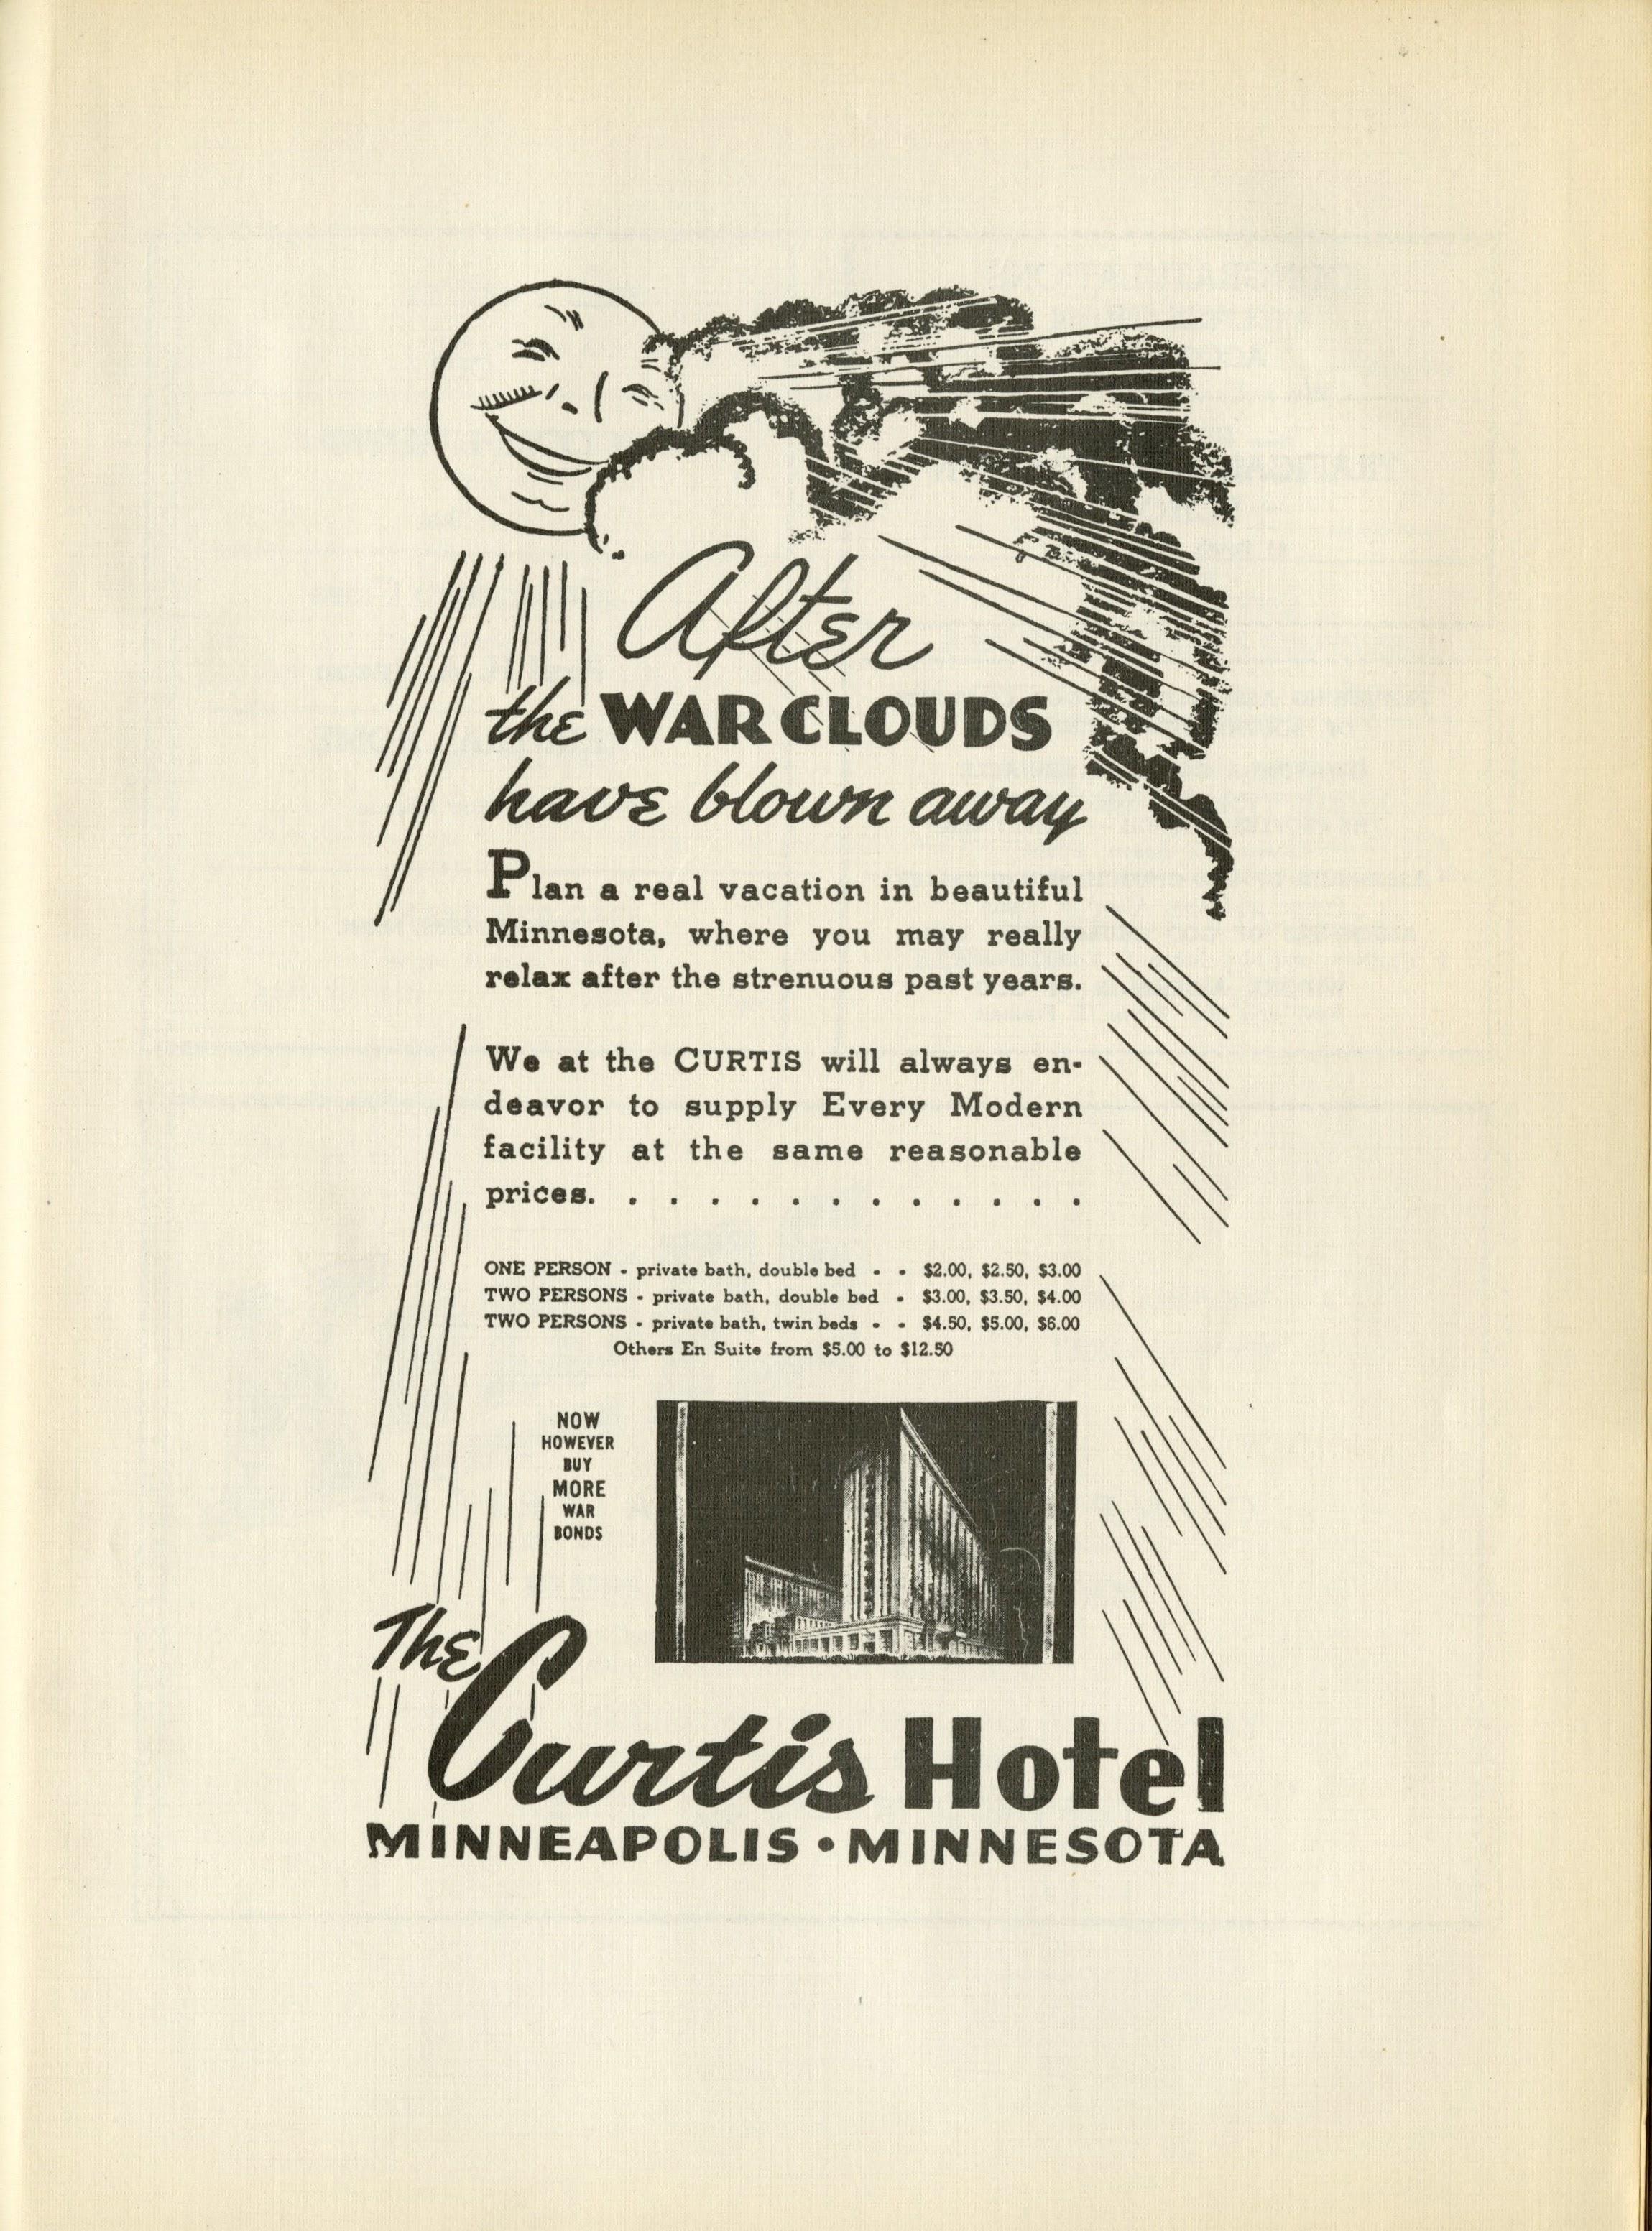 After
the WAR CLOUDS
have blown away
Plan a real vacation in beautiful
Minnesota, where you may really
relax after the strenuous past years.
We at the CURTIS will always en-
deavor to supply Every Modern
facility at the same reasonable
prices. . . . . . . . . . . . .
ONE PERSON - private bath, double bed - - $2.00, $2.50, $3.00
TWO PERSONS - private bath, double bed - $3.00, $3.50, $4.00
TWO PERSONS - private bath, twin beds - - $4.50, $5.00, $6.00
Others En Suite from $5.00 to $12.50
NOW
HOWEVER
BUY
MORE
WAR
BONDS
The
Curtis Hotel
MINNEAPOLIS • MINNESOTA